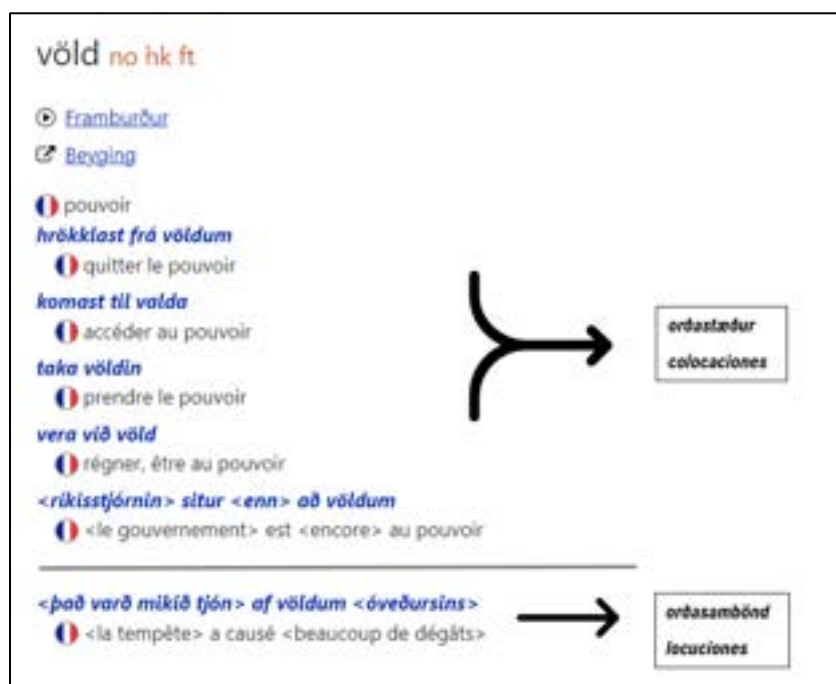 völd no hk ft
Framburður
Beyging
pouvoir
hrökklast frá völdum
quitter le pouvoir
komast til valda
accéder au pouvoir
taka völdin
prendre le pouvoir
vera við völd
régner, être au pouvoir
<ríkisstjórnin> situr <enn> að völdum
<le gouvernement> est <encore> au pouvoir
orðastæður
colocaciones
<það varð mikið tjón> af völdum <óveðursins>
<la tempête> a causé <beaucoup de dégâts>
orðasambönd
locuciones